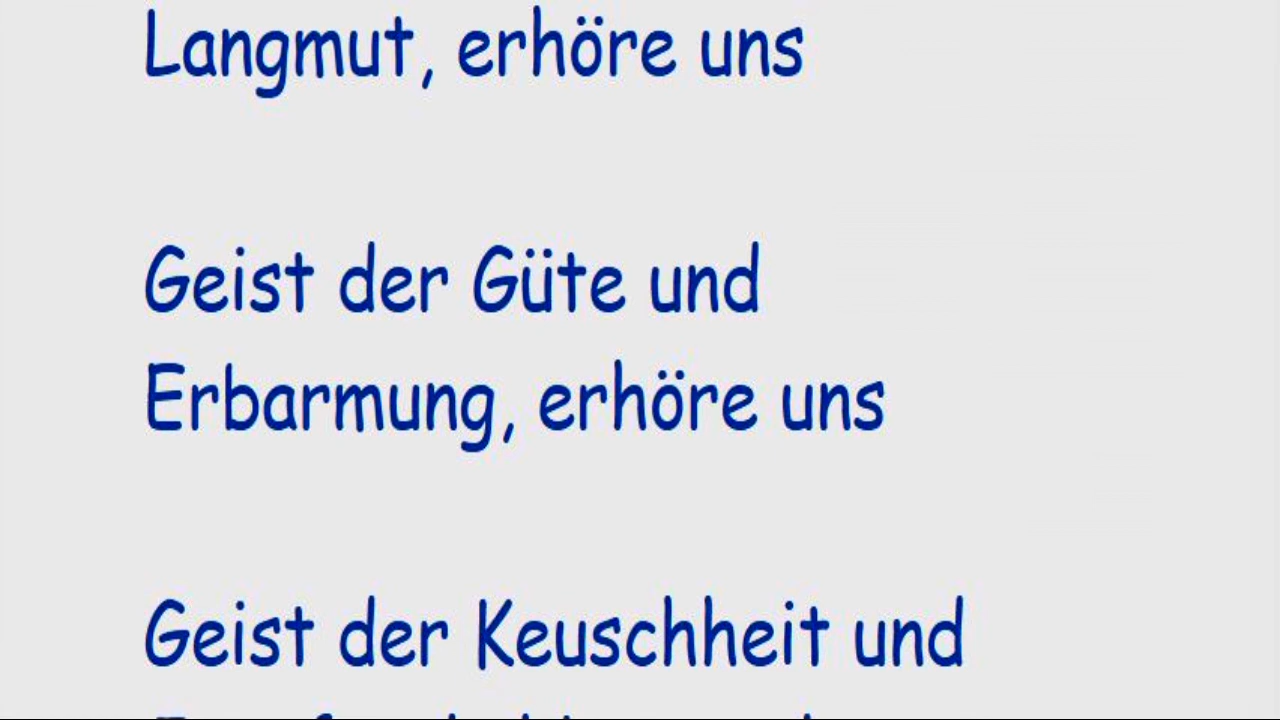 Langmut, erhöre uns
Geist der Güte und
Erbarmung, erhöre uns
Geist der Keuschheit und